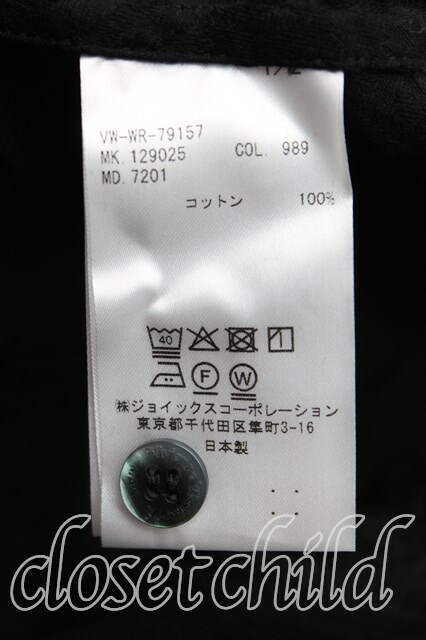 VW-WR-79157
MK. 129025 COL. 989
MD. 7201
コットン 100%
40
F W
㈱ジョイックスコーポレーション
東京都千代田区隼町3-16
日本製
closetchild